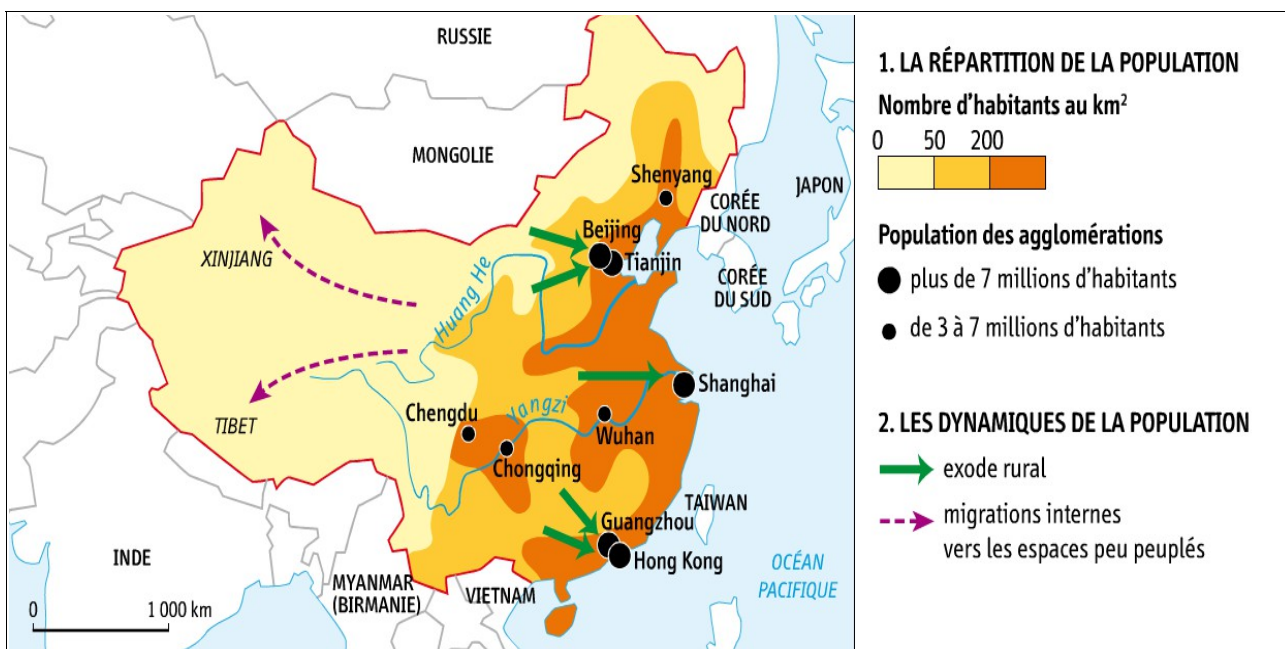 RUSSIE
MONGOLIE
Shenyang
JAPON
CORÉE
DU NORD
Beijing
Tianjin
XINJIANG
CORÉE
DU SUD
Huang He
Shanghai
Chengdu
Yangzi
Wuhan
TIBET
Chongqing
TAIWAN
Guangzhou
Hong Kong
INDE
MYANMAR
(BIRMANIE)
VIETNAM
OCÉAN
PACIFIQUE
0 1 000 km
1. LA RÉPARTITION DE LA POPULATION
Nombre d'habitants au km²
0 50 200
Population des agglomérations
plus de 7 millions d'habitants
de 3 à 7 millions d'habitants
2. LES DYNAMIQUES DE LA POPULATION
exode rural
migrations internes
vers les espaces peu peuplés